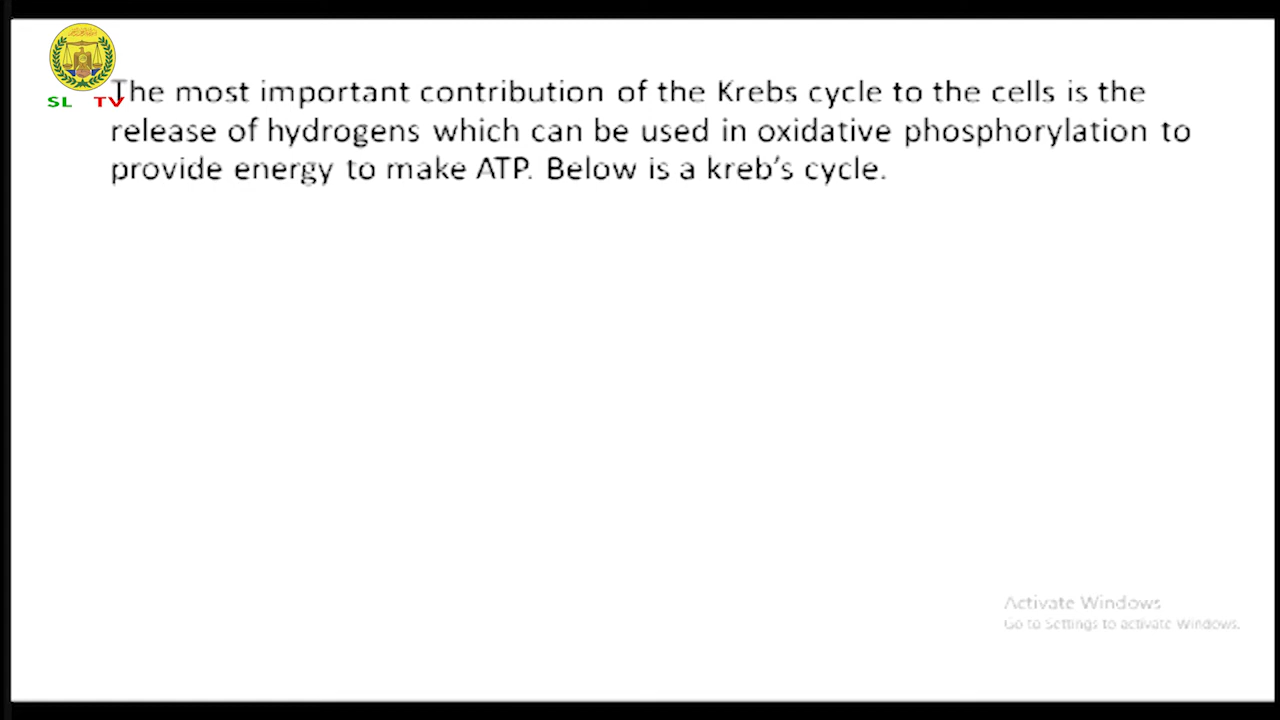 SL TV
The most important contribution of the Krebs cycle to the cells is the
release of hydrogens which can be used in oxidative phosphorylation to
provide energy to make ATP. Below is a kreb's cycle.
Activate Windows
Go to Settings to activate Windows.